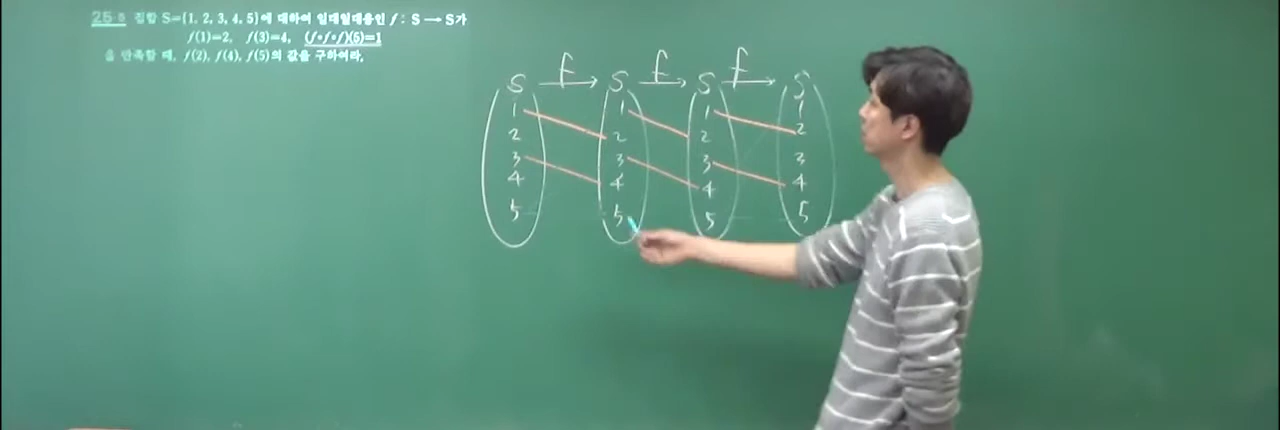 25-8 집합 S={1, 2, 3, 4, 5}에 대하여 일대일대응인 f : S → S가
f(1)=2, f(3)=4, (f∘f∘f)(5)=1
을 만족할 때, f(2), f(4), f(5)의 값을 구하여라.
S f S f S f S
1 1 1 1
2 2 2 2
3 3 3 3
4 4 4 4
5 5 5 5